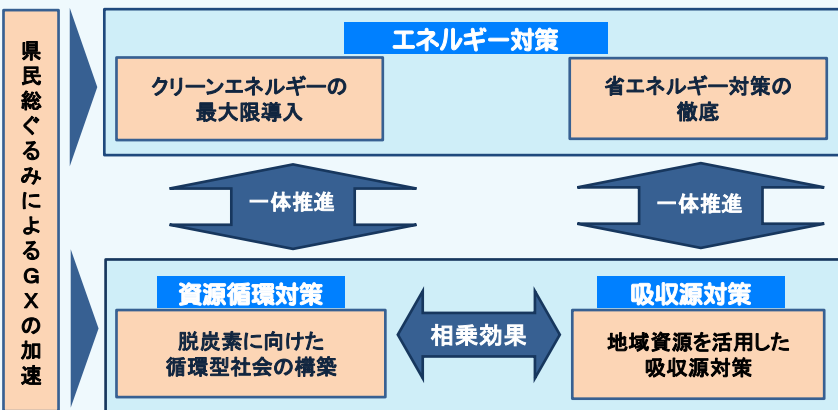 県民総ぐるみによるGXの加速
エネルギー対策
クリーンエネルギーの
最大限導入
省エネルギー対策の
徹底
一体推進
一体推進
資源循環対策
脱炭素に向けた
循環型社会の構築
相乗効果
吸収源対策
地域資源を活用した
吸収源対策